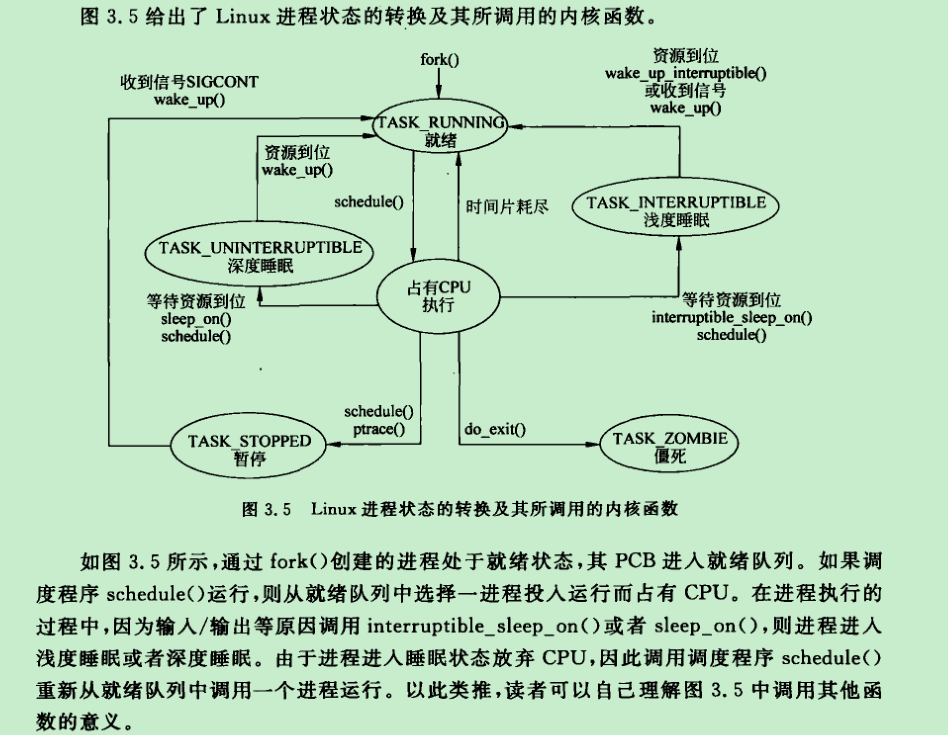 图 3.5 给出了 Linux 进程状态的转换及其所调用的内核函数。
fork()
收到信号SIGCONT
wake_up()
资源到位
wake_up_interruptible()
或收到信号
wake_up()
TASK_RUNNING
就绪
资源到位
wake_up()
schedule()
时间片耗尽
TASK_INTERRUPTIBLE
浅度睡眠
TASK_UNINTERRUPTIBLE
深度睡眠
占有CPU
执行
等待资源到位
sleep_on()
schedule()
等待资源到位
interruptible_sleep_on()
schedule()
schedule()
ptrace()
do_exit()
TASK_STOPPED
暂停
TASK_ZOMBIE
僵死
图 3.5 Linux 进程状态的转换及其所调用的内核函数
如图 3.5 所示,通过 fork()创建的进程处于就绪状态,其 PCB 进入就绪队列。如果调
度程序 schedule()运行,则从就绪队列中选择一进程投入运行而占有 CPU。在进程执行的
过程中,因为输入/输出等原因调用 interruptible_sleep_on()或者 sleep_on(),则进程进入
浅度睡眠或者深度睡眠。由于进程进入睡眠状态放弃 CPU,因此调用调度程序 schedule()
重新从就绪队列中调用一个进程运行。以此类推,读者可以自己理解图 3.5 中调用其他函
数的意义。